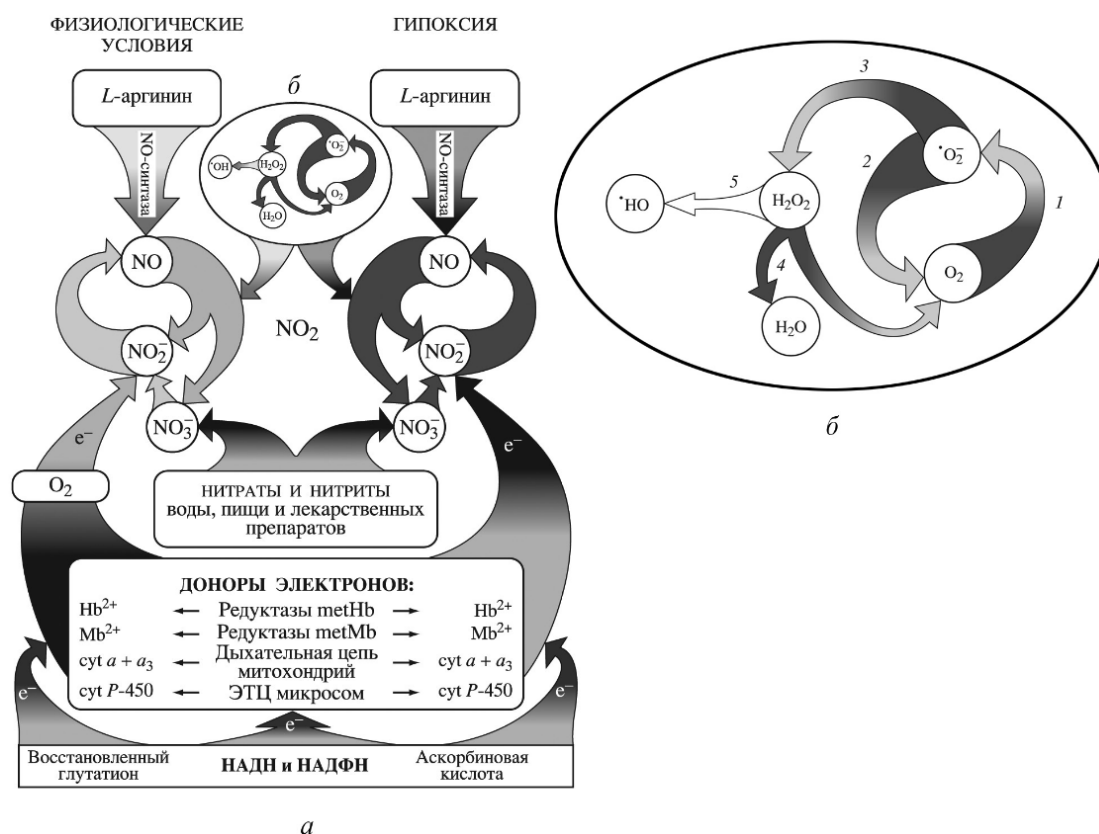 ФИЗИОЛОГИЧЕСКИЕ
УСЛОВИЯ
ГИПОКСИЯ
L-аргинин
б
L-аргинин
NO-синтаза
NO-синтаза
•O2−
•OH
H2O2
O2
H2O
NO
NO
NO2
NO2−
NO2−
NO3−
NO3−
e−
e−
O2
НИТРАТЫ И НИТРИТЫ
воды, пищи и лекарственных
препаратов
ДОНОРЫ ЭЛЕКТРОНОВ:
Hb2+ ← Редуктазы metHb → Hb2+
Mb2+ ← Редуктазы metMb → Mb2+
cyt a + a3 ← Дыхательная цепь → cyt a + a3
митохондрий
cyt P-450 ← ЭТЦ микросом → cyt P-450
e−
e−
e−
Восстановленный
глутатион
НАДН и НАДФН
Аскорбиновая
кислота
а
3
•O2−
2
1
5
H2O2
•HO
4
O2
H2O
б